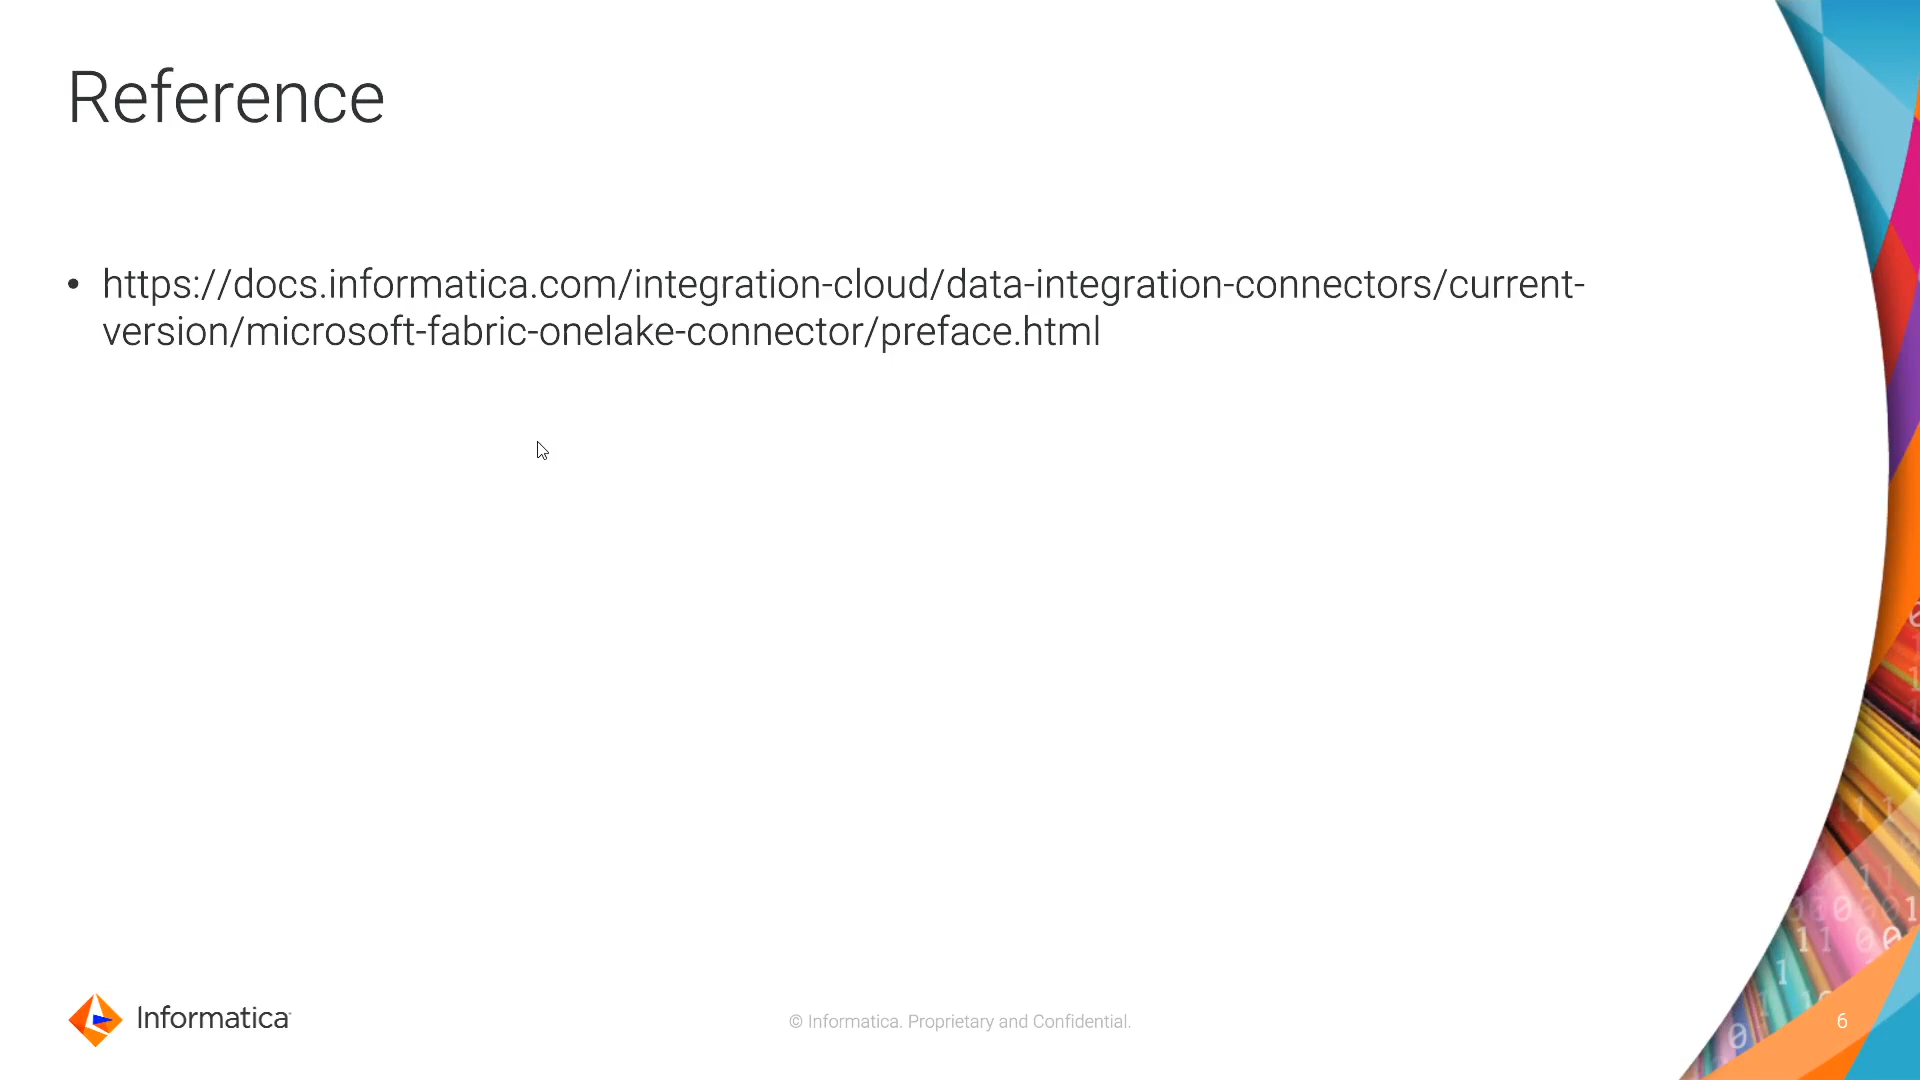 Reference
• https://docs.informatica.com/integration-cloud/data-integration-connectors/current-
version/microsoft-fabric-onelake-connector/preface.html
Informatica
© Informatica. Proprietary and Confidential.
6